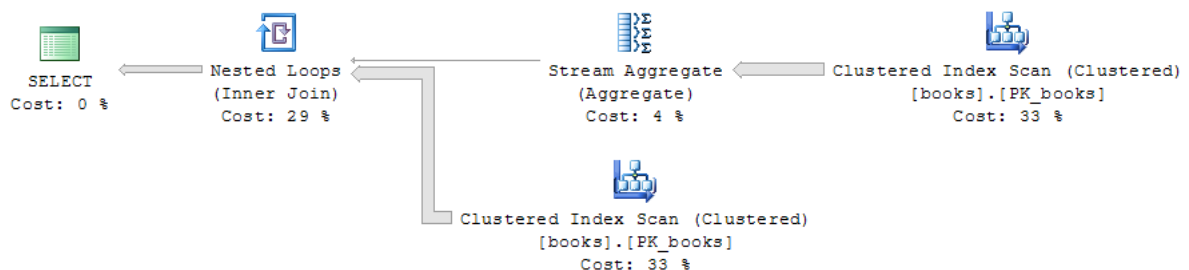 SELECT
Cost: 0 %
Nested Loops
(Inner Join)
Cost: 29 %
Stream Aggregate
(Aggregate)
Cost: 4 %
Clustered Index Scan (Clustered)
[books].[PK_books]
Cost: 33 %
Clustered Index Scan (Clustered)
[books].[PK_books]
Cost: 33 %